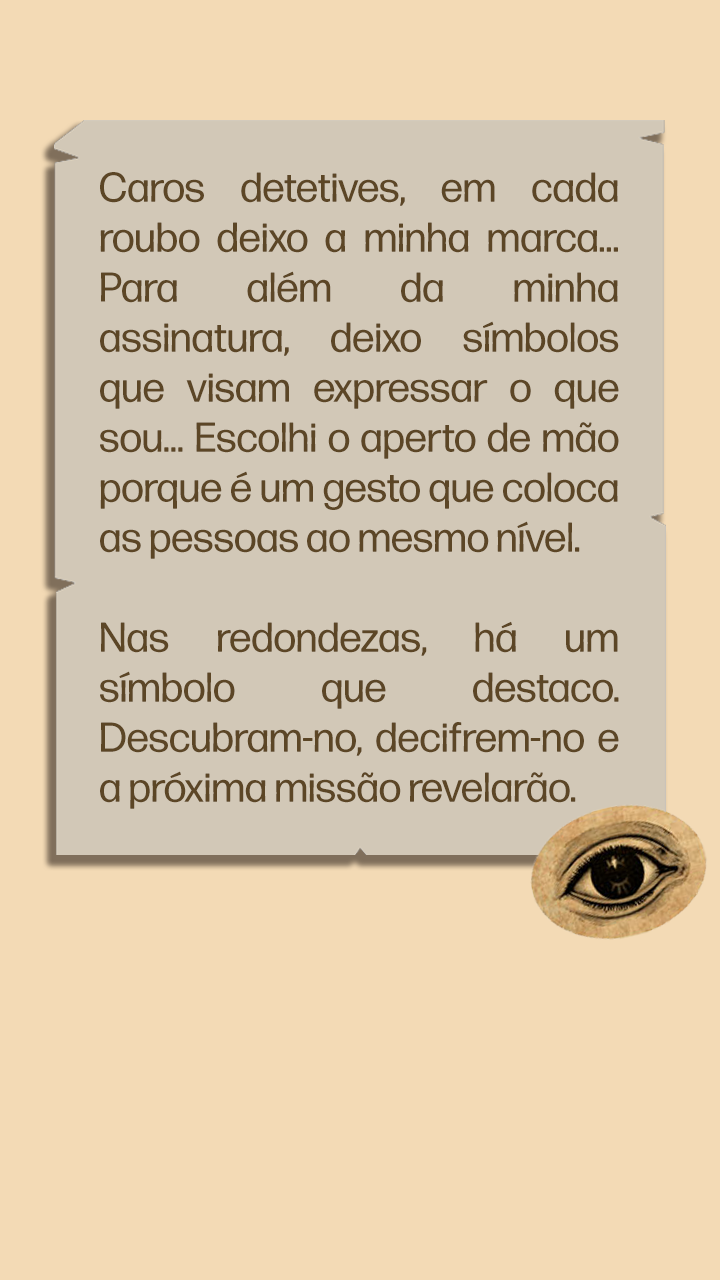 Caros detetives, em cada
roubo deixo a minha marca...
Para além da minha
assinatura, deixo símbolos
que visam expressar o que
sou... Escolhi o aperto de mão
porque é um gesto que coloca
as pessoas ao mesmo nível.
Nas redondezas, há um
símbolo que destaco.
Descubram-no, decifrem-no e
a próxima missão revelarão.